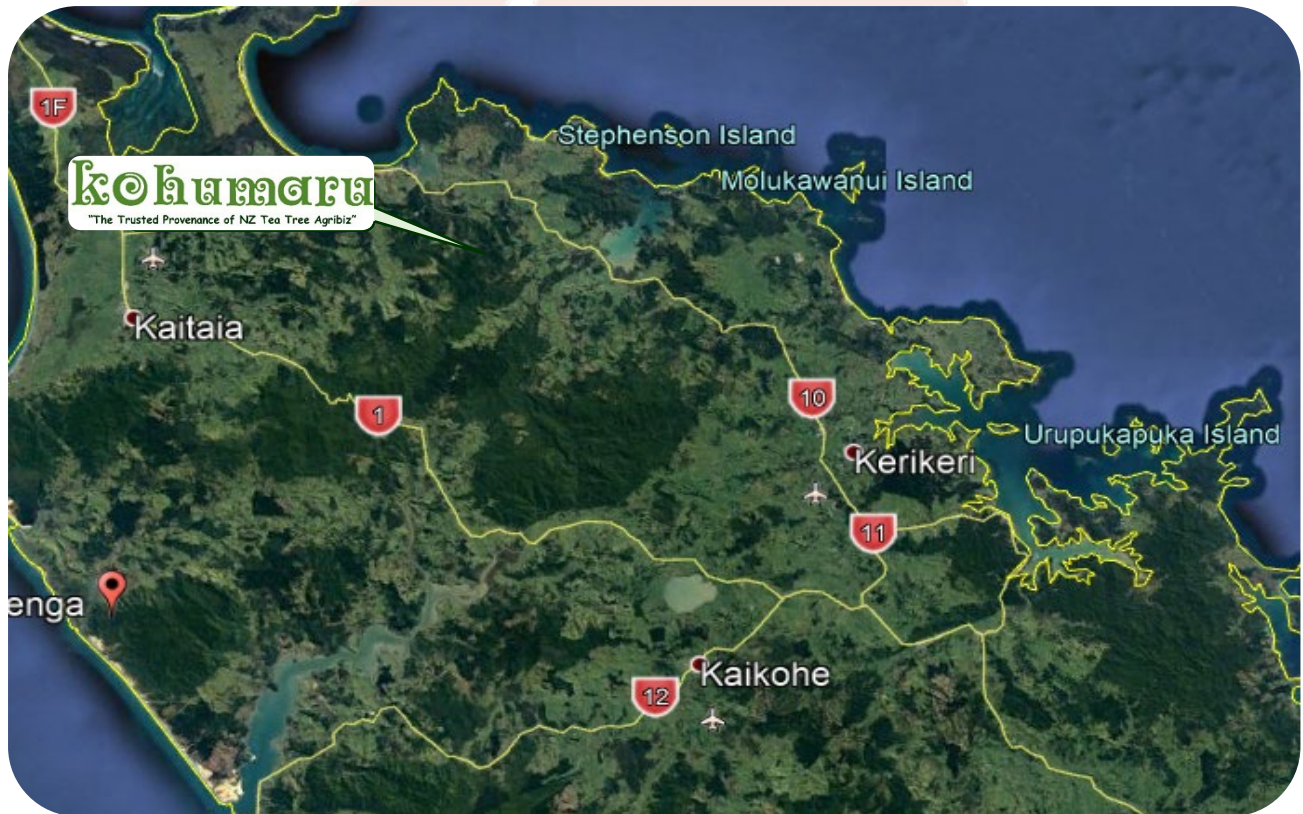 1F
Stephenson Island
kohumaru
Molukawanui Island
"The Trusted Provenance of NZ Tea Tree Agribiz"
Kaitaia
10
1
Urupukapuka Island
Kerikeri
11
enga
Kaikohe
12